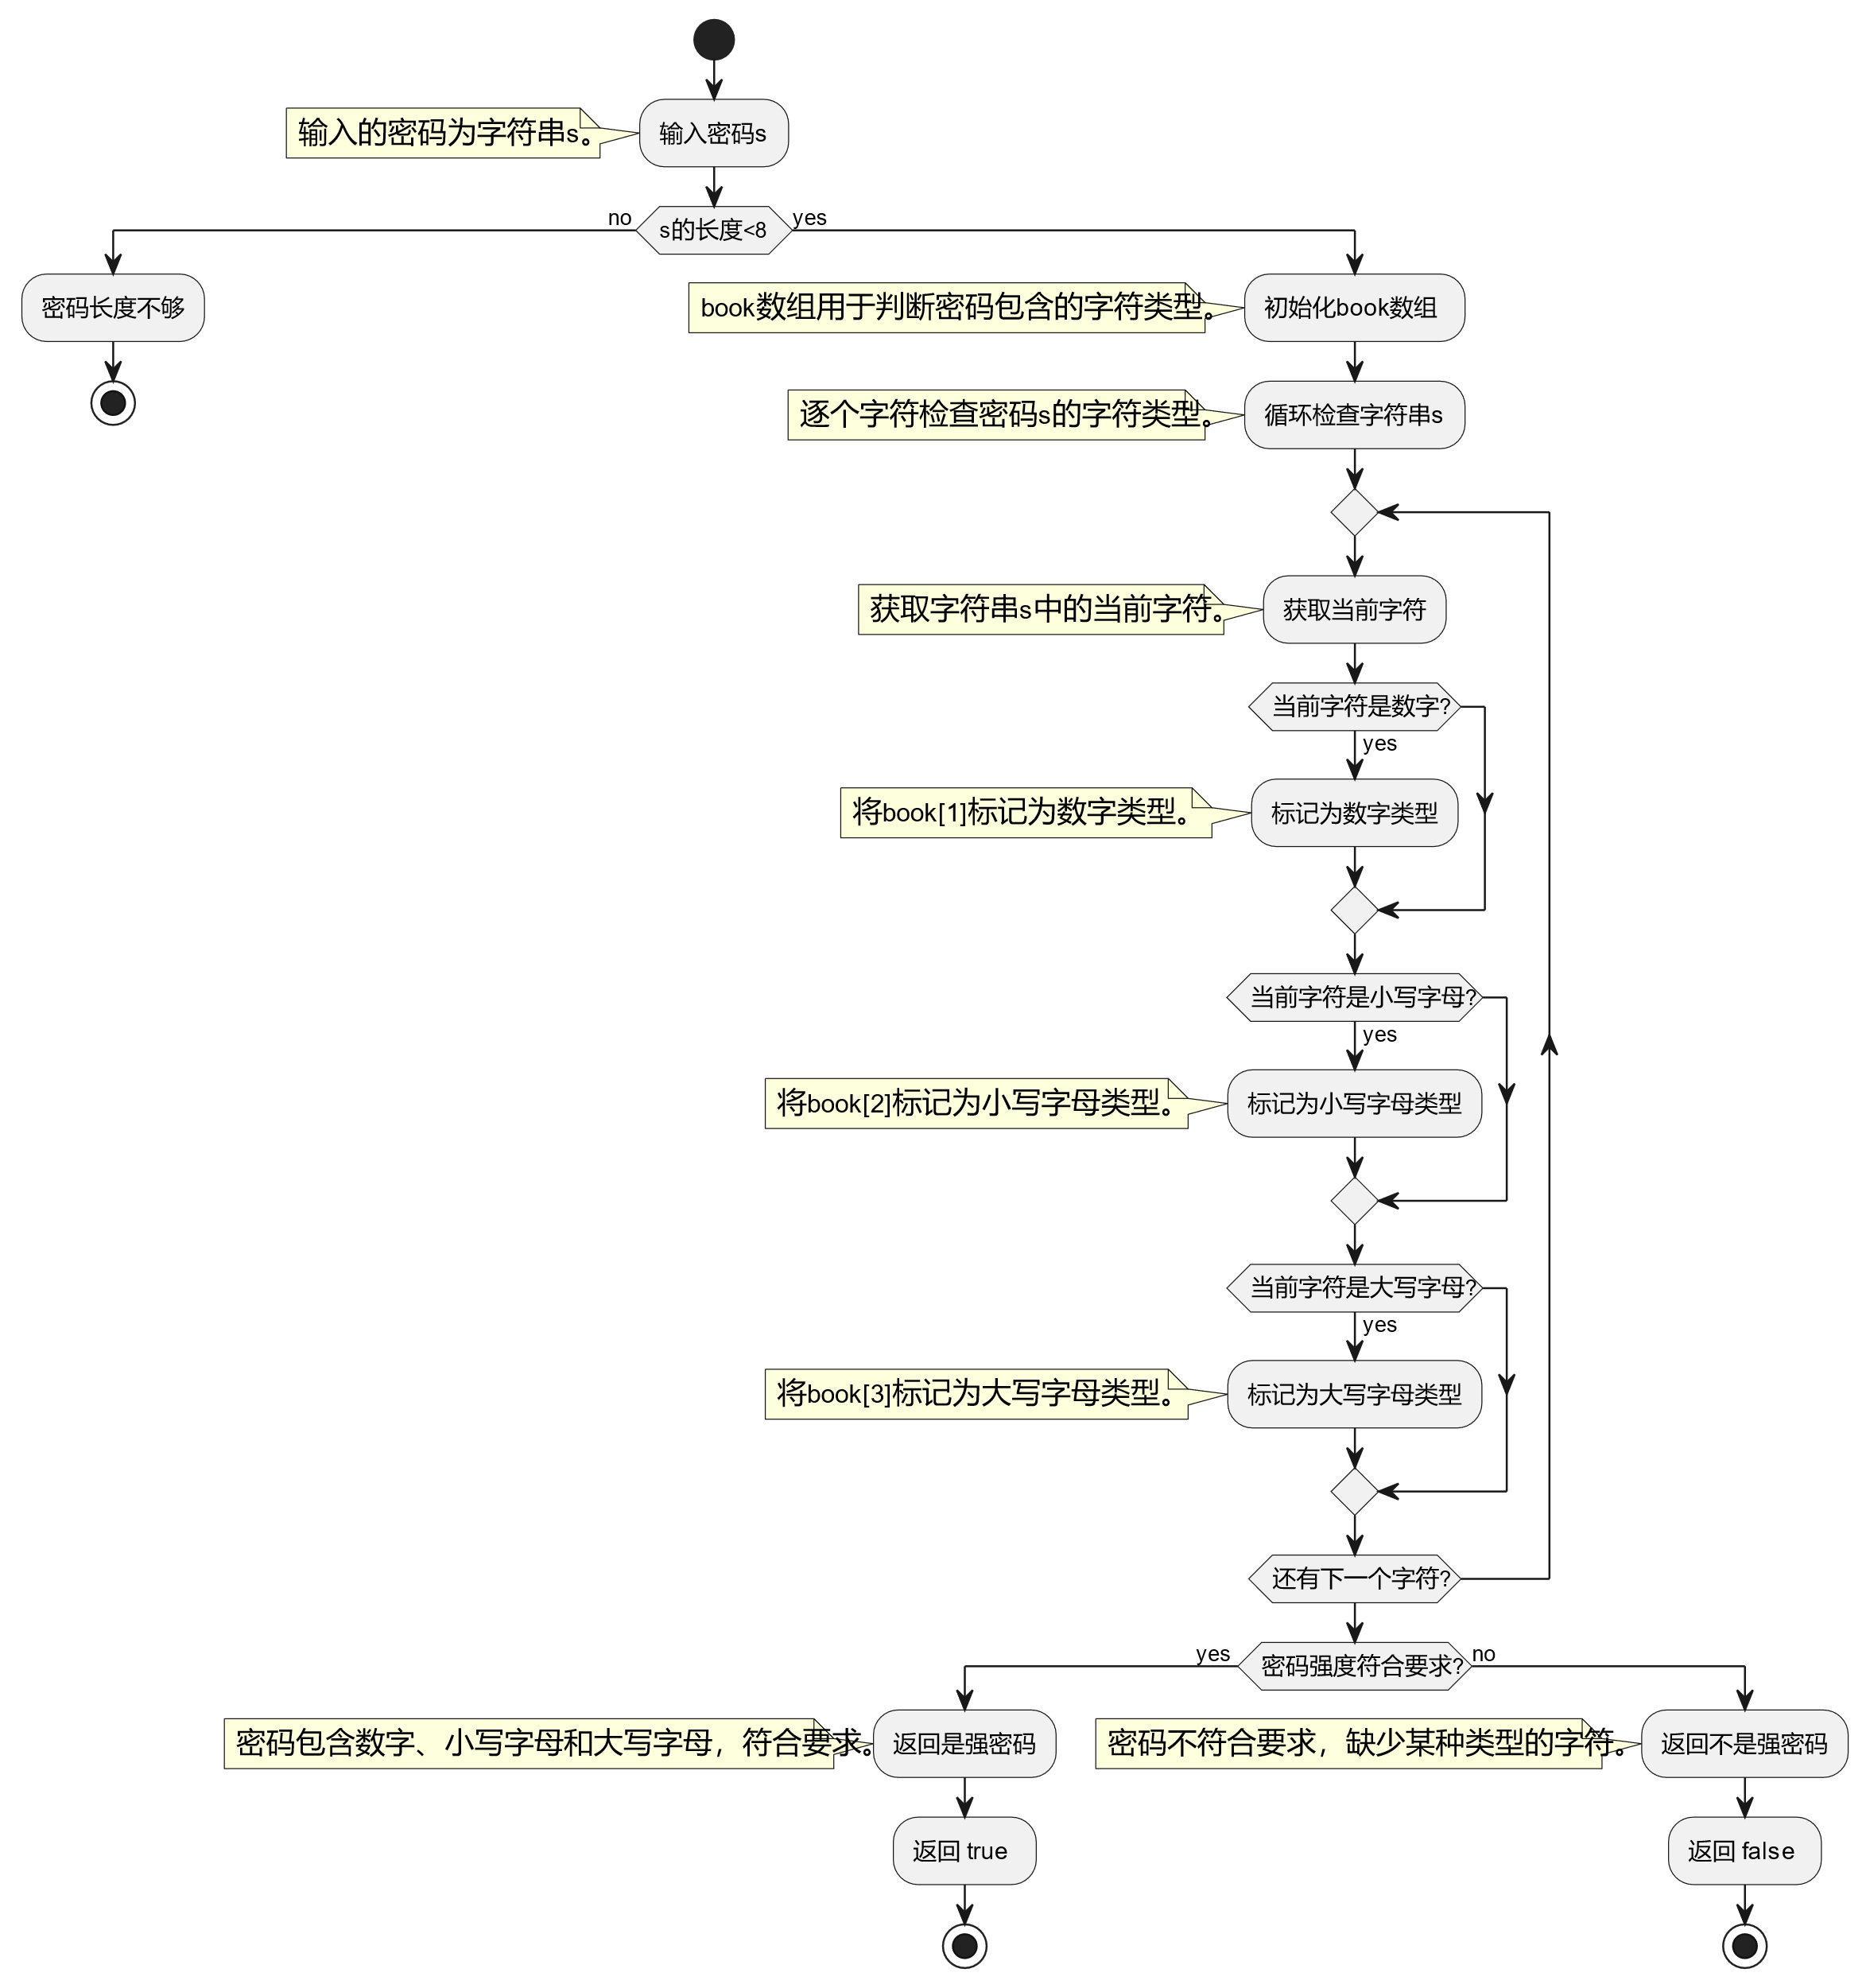 输入的密码为字符串s。
输入密码s
no
s的长度<8
yes
密码长度不够
book数组用于判断密码包含的字符类型。
初始化book数组
逐个字符检查密码s的字符类型。
循环检查字符串s
获取字符串s中的当前字符。
获取当前字符
当前字符是数字?
yes
将book[1]标记为数字类型。
标记为数字类型
当前字符是小写字母?
yes
将book[2]标记为小写字母类型。
标记为小写字母类型
当前字符是大写字母?
yes
将book[3]标记为大写字母类型。
标记为大写字母类型
还有下一个字符?
yes
密码强度符合要求?
no
密码包含数字、小写字母和大写字母，符合要求。
返回是强密码
密码不符合要求，缺少某种类型的字符。
返回不是强密码
返回 true
返回 false